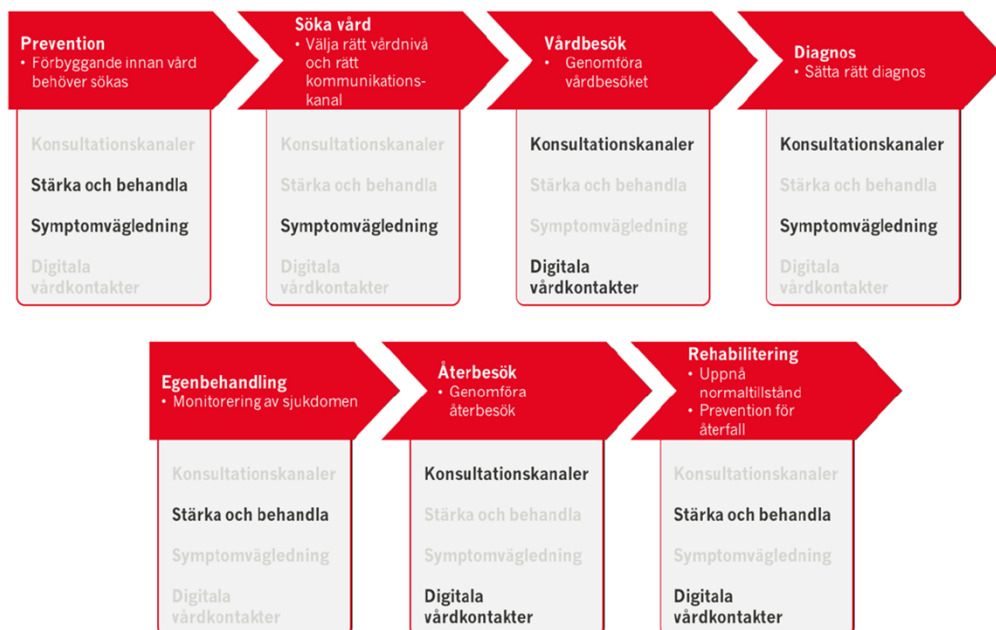 Prevention
• Förbyggande innan vård
behöver sökas
Söka vård
• Välja rätt vårdnivå
och rätt
kommunikations-
kanal
Vårdbesök
• Genomföra
vårdbesöket
Diagnos
• Sätta rätt diagnos
Konsultationskanaler
Stärka och behandla
Symptomvägledning
Digitala
vårdkontakter
Konsultationskanaler
Stärka och behandla
Symptomvägledning
Digitala
vårdkontakter
Konsultationskanaler
Stärka och behandla
Symptomvägledning
Digitala
vårdkontakter
Konsultationskanaler
Stärka och behandla
Symptomvägledning
Digitala
vårdkontakter
Egenbehandling
• Monitorering av sjukdomen
Återbesök
• Genomföra
återbesök
Rehabilitering
• Uppnå
normaltillstånd
• Prevention för
återfall
Konsultationskanaler
Stärka och behandla
Symptomvägledning
Digitala
vårdkontakter
Konsultationskanaler
Stärka och behandla
Symptomvägledning
Digitala
vårdkontakter
Konsultationskanaler
Stärka och behandla
Symptomvägledning
Digitala
vårdkontakter